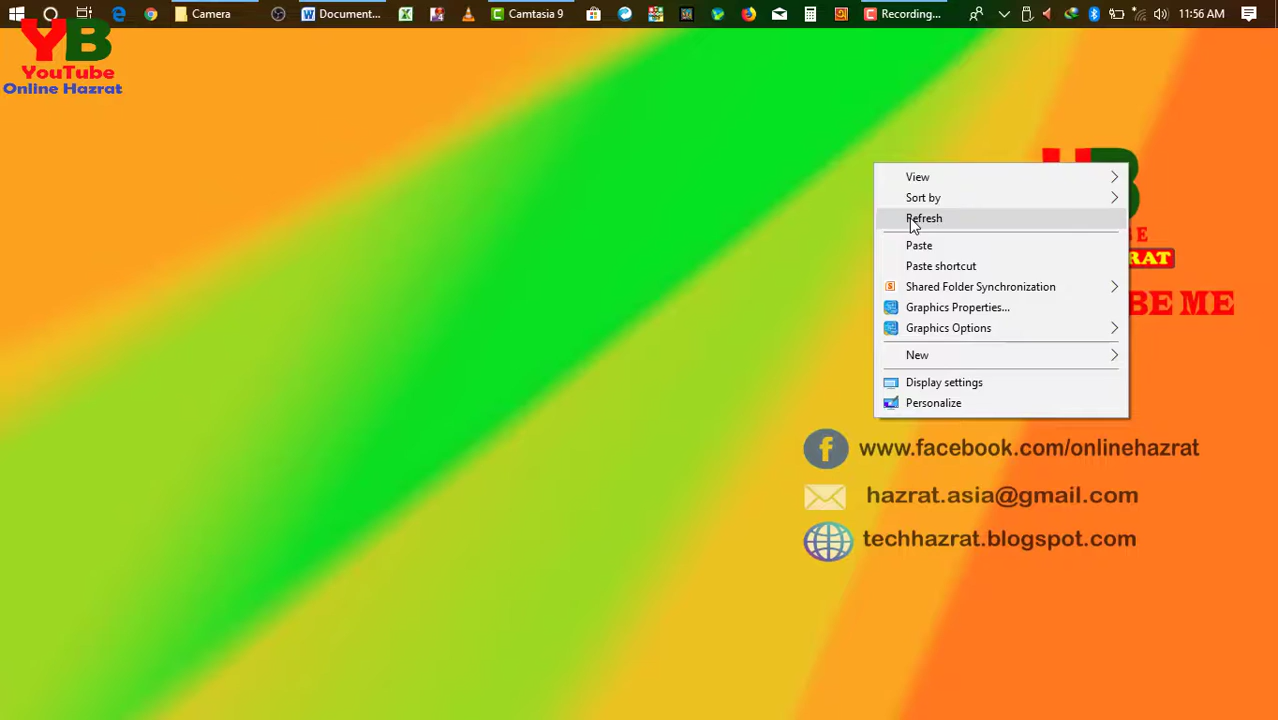 Camera
Document...
Camtasia 9
Recording...
11:56 AM
YB
YouTube
Online Hazrat
View
Sort by
Refresh
Paste
Paste shortcut
Shared Folder Synchronization
Graphics Properties...
Graphics Options
New
Display settings
Personalize
B
BE
RAT
BE ME
www.facebook.com/onlinehazrat
hazrat.asia@gmail.com
techhazrat.blogspot.com